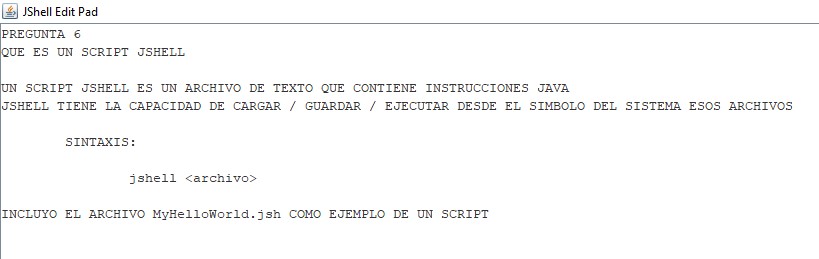 JShell Edit Pad
PREGUNTA 6
QUE ES UN SCRIPT JSHELL
UN SCRIPT JSHELL ES UN ARCHIVO DE TEXTO QUE CONTIENE INSTRUCCIONES JAVA
JSHELL TIENE LA CAPACIDAD DE CARGAR / GUARDAR / EJECUTAR DESDE EL SIMBOLO DEL SISTEMA ESOS ARCHIVOS
SINTAXIS:
jshell <archivo>
INCLUYO EL ARCHIVO MyHelloWorld.jsh COMO EJEMPLO DE UN SCRIPT